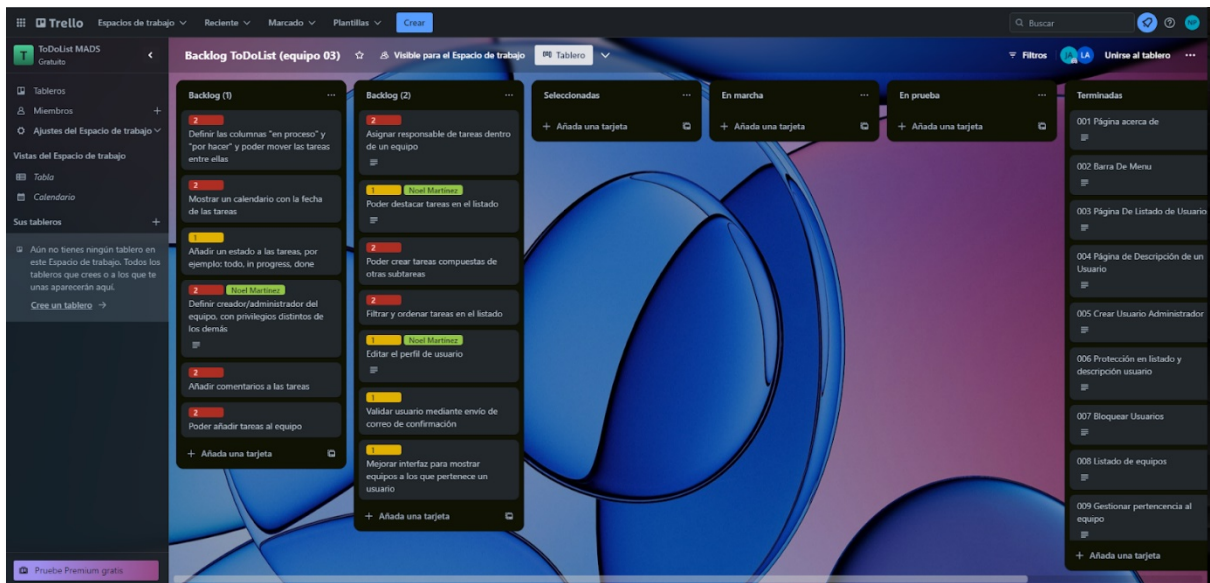 Trello
Espacios de trabajo
Reciente
Marcado
Plantillas
Crear
Buscar
NP
T
ToDoList MADS
Gratuito
Backlog ToDoList (equipo 03)
Visible para el Espacio de trabajo
Tablero
Filtros
JA
LA
Unirse al tablero
Tableros
Miembros
Ajustes del Espacio de trabajo
Vistas del Espacio de trabajo
Tabla
Calendario
Sus tableros
Aún no tienes ningún tablero en
este Espacio de trabajo. Todos los
tableros que crees o a los que te
unas aparecerán aquí.
Cree un tablero
Pruebe Premium gratis
Backlog (1)
2
Definir las columnas "en proceso" y
"por hacer" y poder mover las tareas
entre ellas
2
Mostrar un calendario con la fecha
de las tareas
1
Añadir un estado a las tareas, por
ejemplo: todo, in progress, done
2 Noel Martínez
Definir creador/administrador del
equipo, con privilegios distintos de
los demás
2
Añadir comentarios a las tareas
2
Poder añadir tareas al equipo
+ Añada una tarjeta
Backlog (2)
2
Asignar responsable de tareas dentro
de un equipo
1 Noel Martínez
Poder destacar tareas en el listado
2
Poder crear tareas compuestas de
otras subtareas
2
Filtrar y ordenar tareas en el listado
1 Noel Martínez
Editar el perfil de usuario
1
Validar usuario mediante envío de
correo de confirmación
1
Mejorar interfaz para mostrar
equipos a los que pertenece un
usuario
+ Añada una tarjeta
Seleccionadas
+ Añada una tarjeta
En marcha
+ Añada una tarjeta
En prueba
+ Añada una tarjeta
Terminadas
001 Página acerca de
002 Barra De Menu
003 Página De Listado de Usuario
004 Página de Descripción de un
Usuario
005 Crear Usuario Administrador
006 Protección en listado y
descripción usuario
007 Bloquear Usuarios
008 Listado de equipos
009 Gestionar pertencencia al
equipo
+ Añada una tarjeta